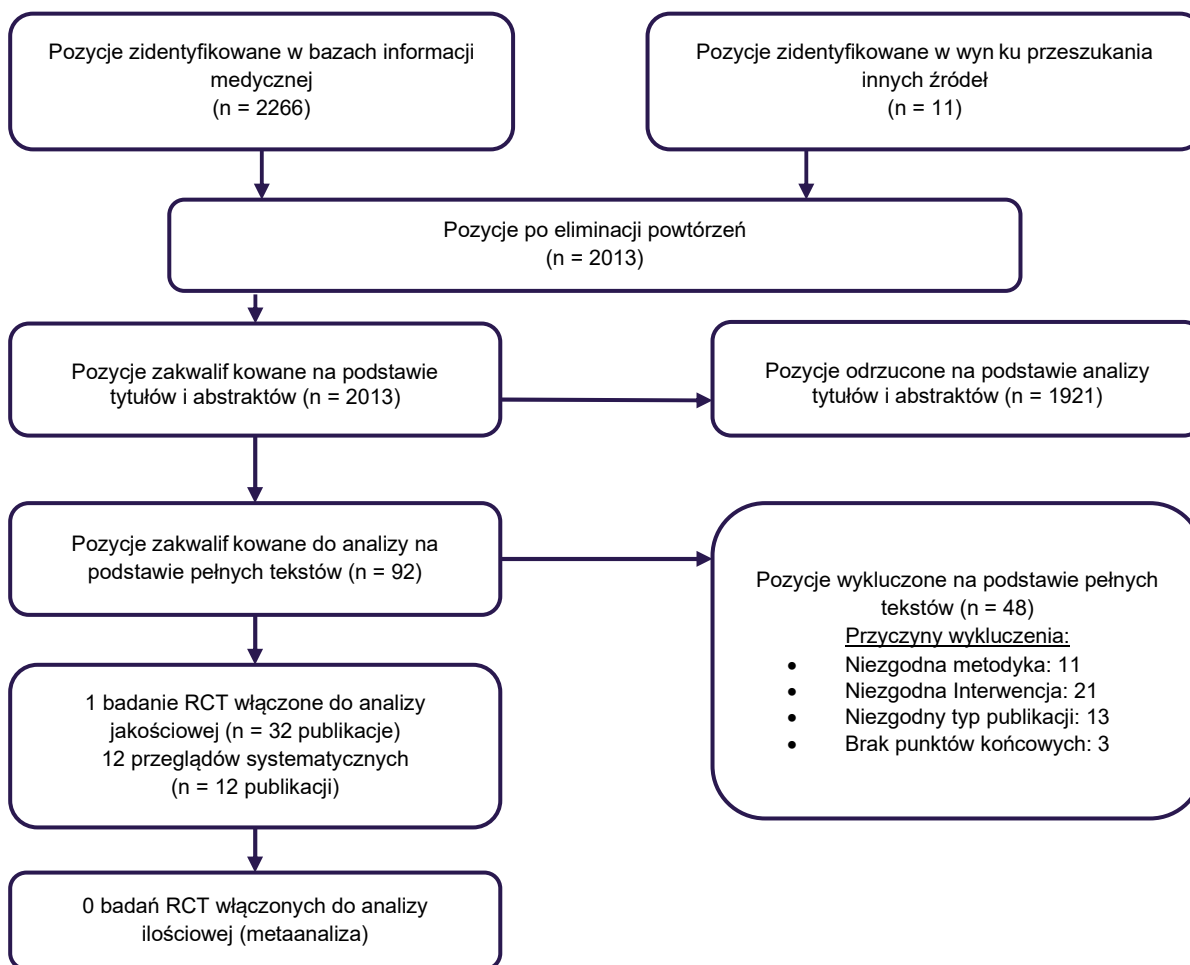 Pozycje zidentyfikowane w bazach informacji
medycznej
(n = 2266)
Pozycje zidentyfikowane w wyn ku przeszukania
innych źródeł
(n = 11)
Pozycje po eliminacji powtórzeń
(n = 2013)
Pozycje zakwalif kowane na podstawie
tytułów i abstraktów (n = 2013)
Pozycje odrzucone na podstawie analizy
tytułów i abstraktów (n = 1921)
Pozycje zakwalif kowane do analizy na
podstawie pełnych tekstów (n = 92)
Pozycje wykluczone na podstawie pełnych
tekstów (n = 48)
Przyczyny wykluczenia:
• Niezgodna metodyka: 11
• Niezgodna Interwencja: 21
• Niezgodny typ publikacji: 13
• Brak punktów końcowych: 3
1 badanie RCT włączone do analizy
jakościowej (n = 32 publikacje)
12 przeglądów systematycznych
(n = 12 publikacji)
0 badań RCT włączonych do analizy
ilościowej (metaanaliza)